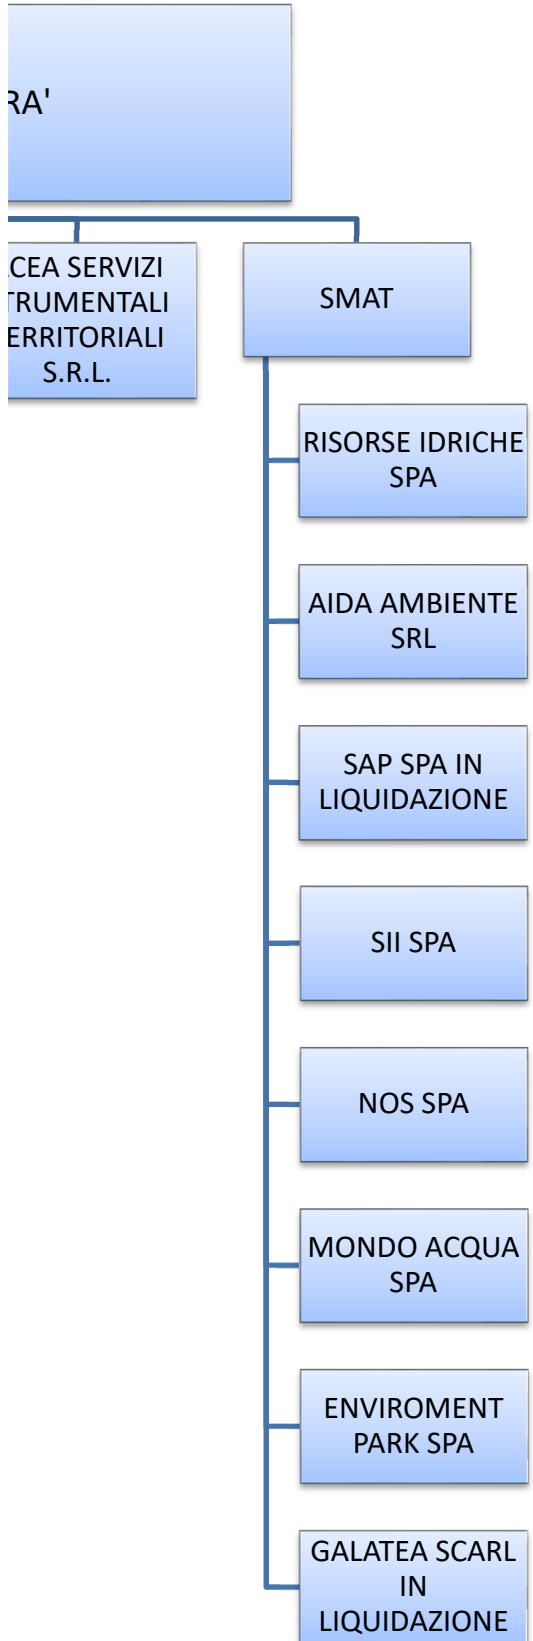 RA'
CEA SERVIZI
TRUMENTALI
ERRITORIALI
S.R.L.
SMAT
RISORSE IDRICHE
SPA
AIDA AMBIENTE
SRL
SAP SPA IN
LIQUIDAZIONE
SII SPA
NOS SPA
MONDO ACQUA
SPA
ENVIROMENT
PARK SPA
GALATEA SCARL
IN
LIQUIDAZIONE